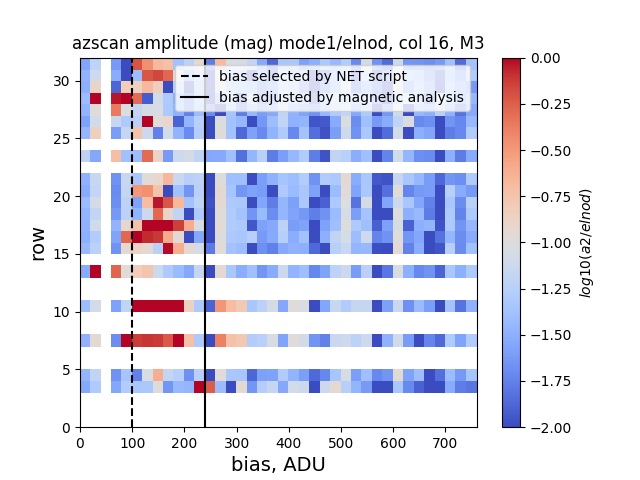 azscan amplitude (mag) mode1/elnod, col 16, M3
bias selected by NET script
bias adjusted by magnetic analysis
row
30
25
20
15
10
5
0
0 100 200 300 400 500 600 700
bias, ADU
0.00
−0.25
−0.50
−0.75
−1.00
−1.25
−1.50
−1.75
−2.00
log10(a2/elnod)